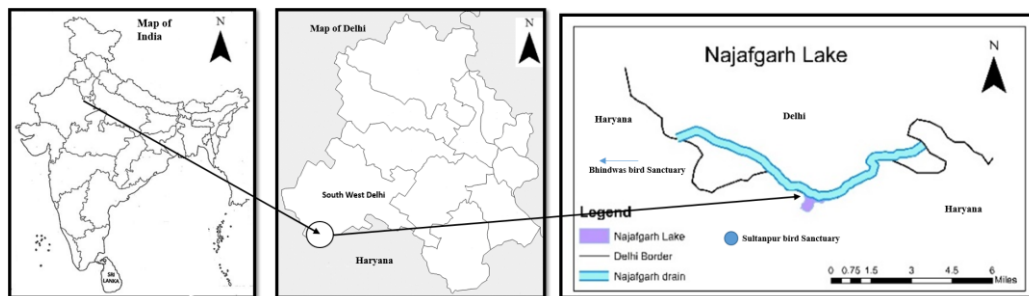 Map of
India
N
SRI
LANKA
Map of Delhi
N
South West Delhi
Haryana
Najafgarh Lake
N
Haryana
Delhi
Bhindwas bird Sanctuary
Haryana
Legend
Najafgarh Lake
Delhi Border
Najafgarh drain
Sultanpur bird Sanctuary
0 0.75 1.5 3 4.5 6
Miles